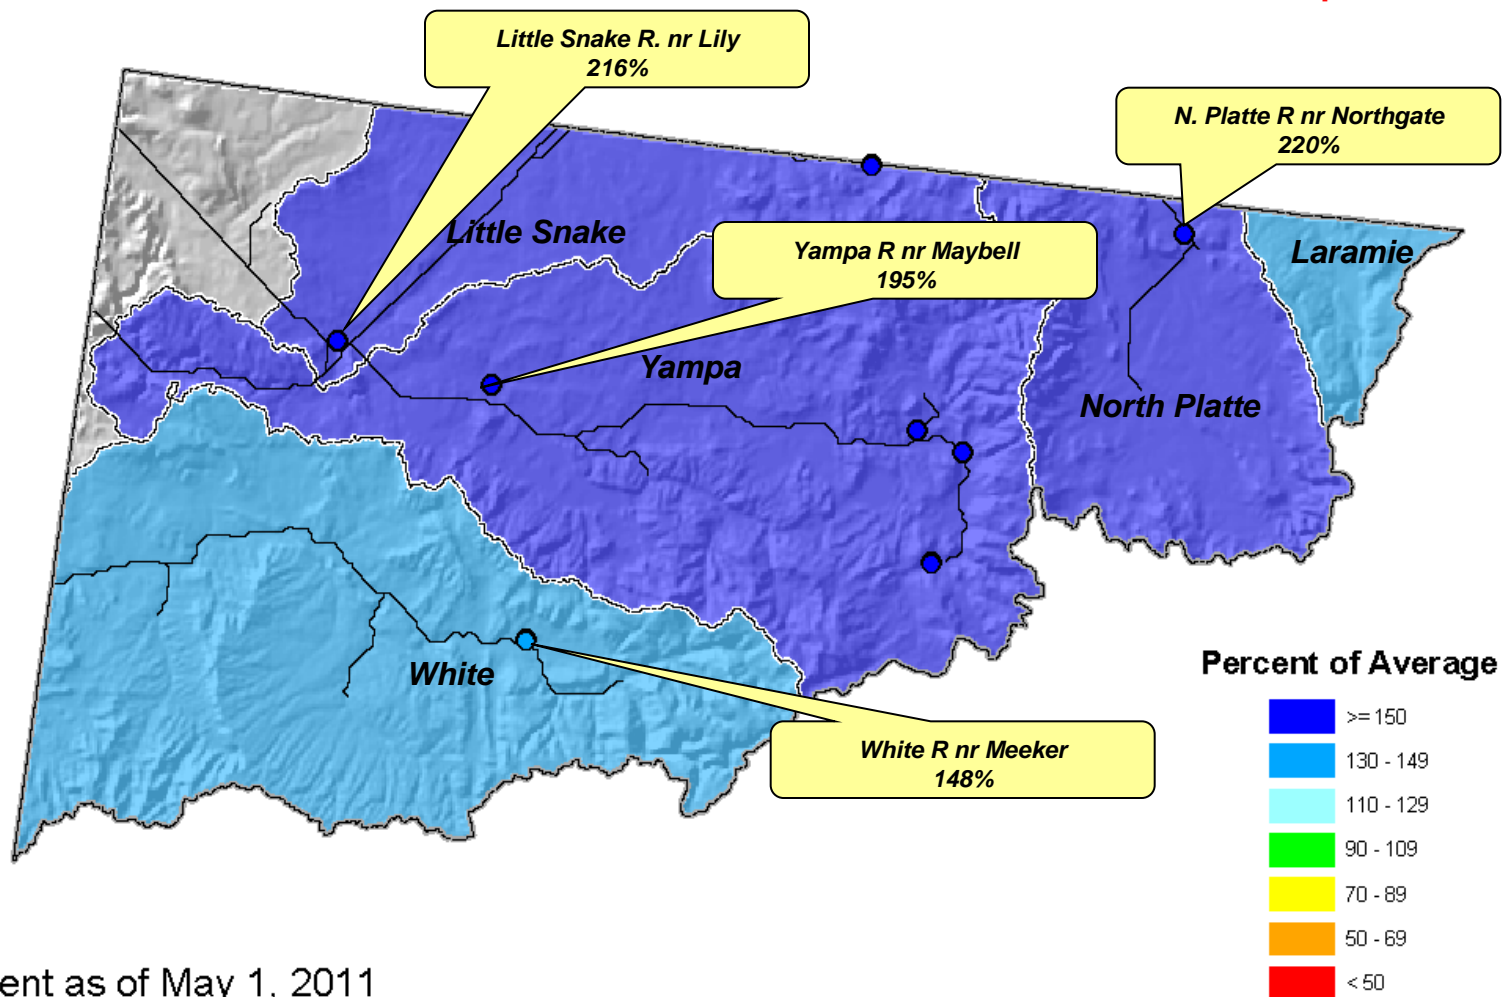 Little Snake R. nr Lily
216%
N. Platte R nr Northgate
220%
Little Snake
Yampa R nr Maybell
195%
Laramie
Yampa
North Platte
White
White R nr Meeker
148%
Percent of Average
>= 150
130 - 149
110 - 129
90 - 109
70 - 89
50 - 69
< 50
ent as of May 1, 2011